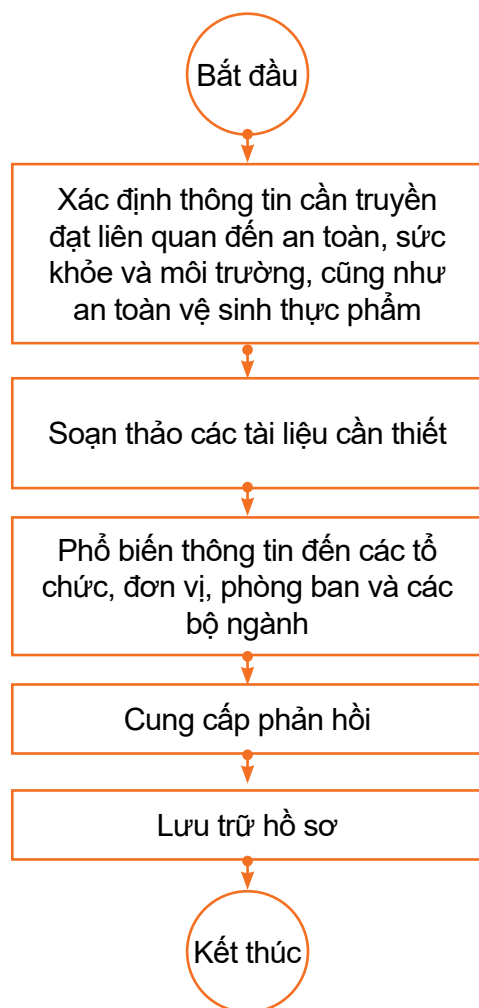 Bắt đầu
Xác định thông tin cần truyền
đạt liên quan đến an toàn, sức
khỏe và môi trường, cũng như
an toàn vệ sinh thực phẩm
Soạn thảo các tài liệu cần thiết
Phổ biến thông tin đến các tổ
chức, đơn vị, phòng ban và các
bộ ngành
Cung cấp phản hồi
Lưu trữ hồ sơ
Kết thúc